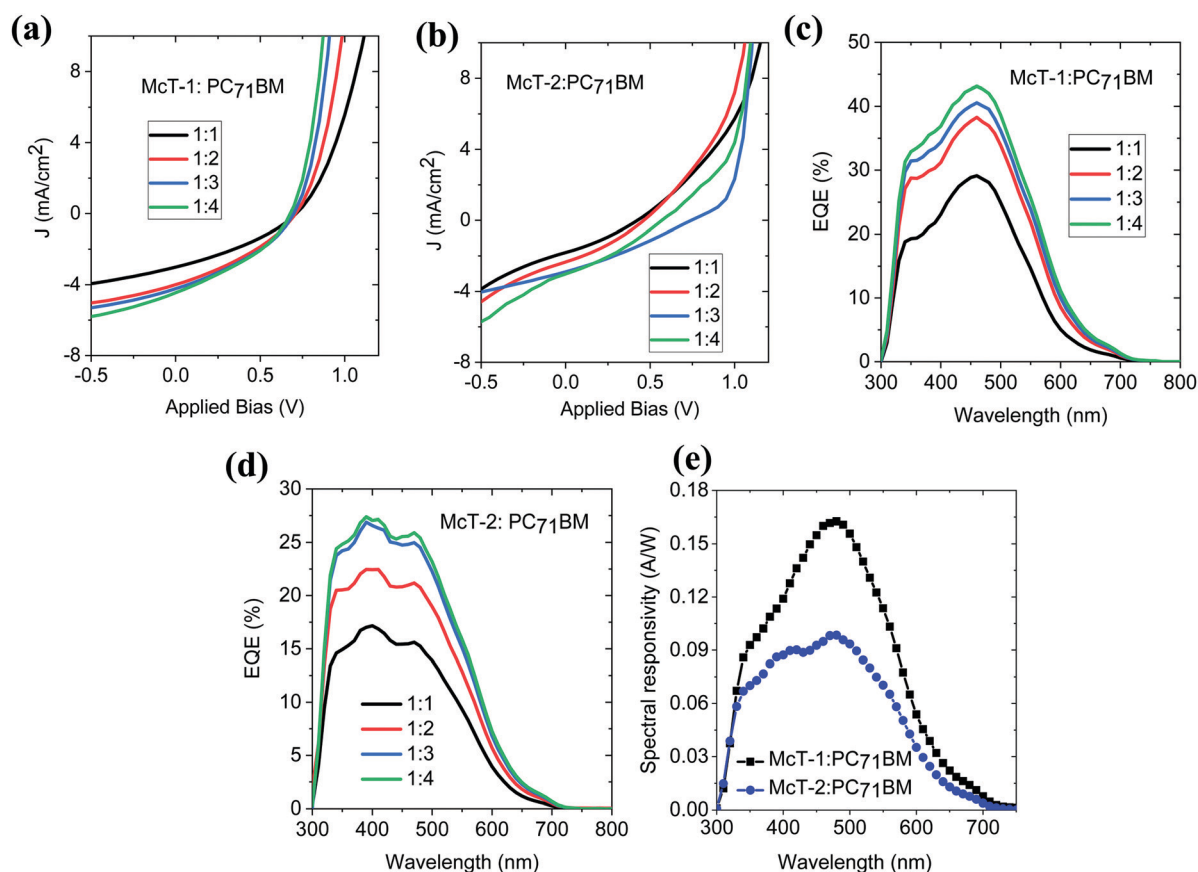 (a)
8
4
0
-4
-8
J (mA/cm2)
McT-1: PC71BM
1:1
1:2
1:3
1:4
-0.5
0.0
0.5
1.0
Applied Bias (V)
(b)
8
4
0
-4
-8
J (mA/cm2)
McT-2:PC71BM
1:1
1:2
1:3
1:4
-0.5
0.0
0.5
1.0
Applied Bias (V)
(c)
50
40
30
20
10
0
EQE (%)
McT-1:PC71BM
1:1
1:2
1:3
1:4
300 400 500 600 700 800
Wavelength (nm)
(d)
30
25
20
15
10
5
0
EQE (%)
McT-2: PC71BM
1:1
1:2
1:3
1:4
300 400 500 600 700 800
Wavelength (nm)
(e)
0.18
0.15
0.12
0.09
0.06
0.03
0.00
Spectral responsivity (A/W)
McT-1:PC71BM
McT-2:PC71BM
300 400 500 600 700
Wavelength (nm)